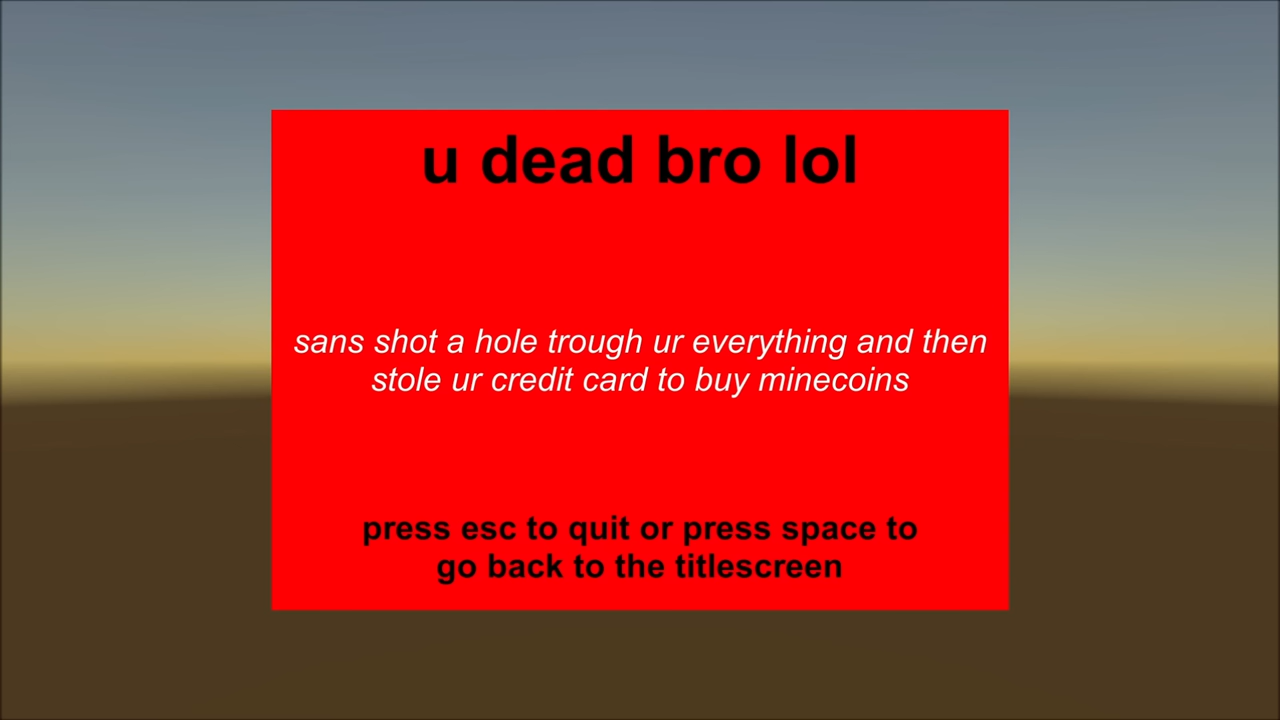 u dead bro lol
sans shot a hole trough ur everything and then
stole ur credit card to buy minecoins
press esc to quit or press space to
go back to the titlescreen